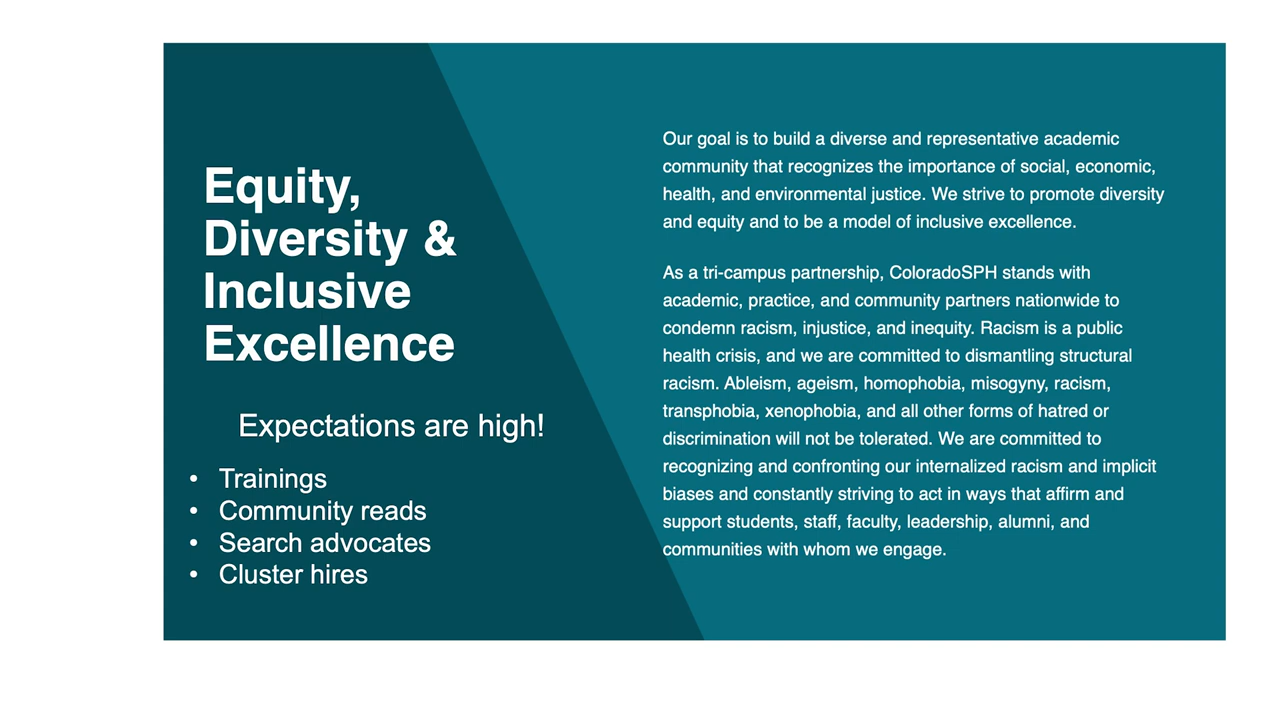 Equity,
Diversity &
Inclusive
Excellence
Expectations are high!
• Trainings
• Community reads
• Search advocates
• Cluster hires
Our goal is to build a diverse and representative academic
community that recognizes the importance of social, economic,
health, and environmental justice. We strive to promote diversity
and equity and to be a model of inclusive excellence.
As a tri-campus partnership, ColoradoSPH stands with
academic, practice, and community partners nationwide to
condemn racism, injustice, and inequity. Racism is a public
health crisis, and we are committed to dismantling structural
racism. Ableism, ageism, homophobia, misogyny, racism,
transphobia, xenophobia, and all other forms of hatred or
discrimination will not be tolerated. We are committed to
recognizing and confronting our internalized racism and implicit
biases and constantly striving to act in ways that affirm and
support students, staff, faculty, leadership, alumni, and
communities with whom we engage.